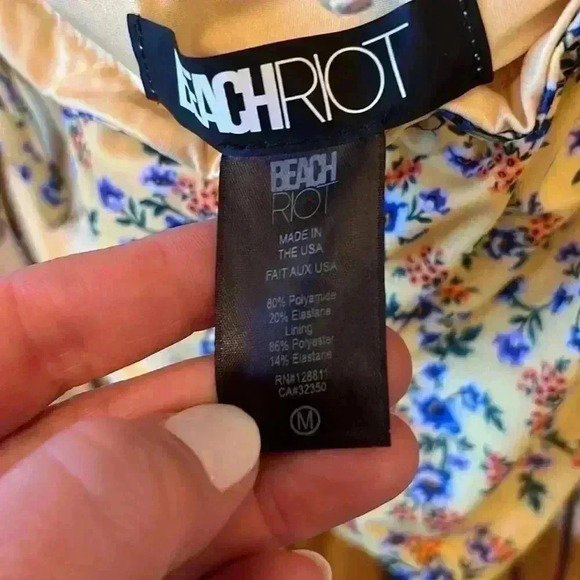 BEACHRIOT
BEACH
RIOT
MADE IN
THE USA
FAIT AUX USA
80% Polyamide
20% Elastane
Lining
86% Polyester
14% Elastane
RN#128811
CA#32350
M